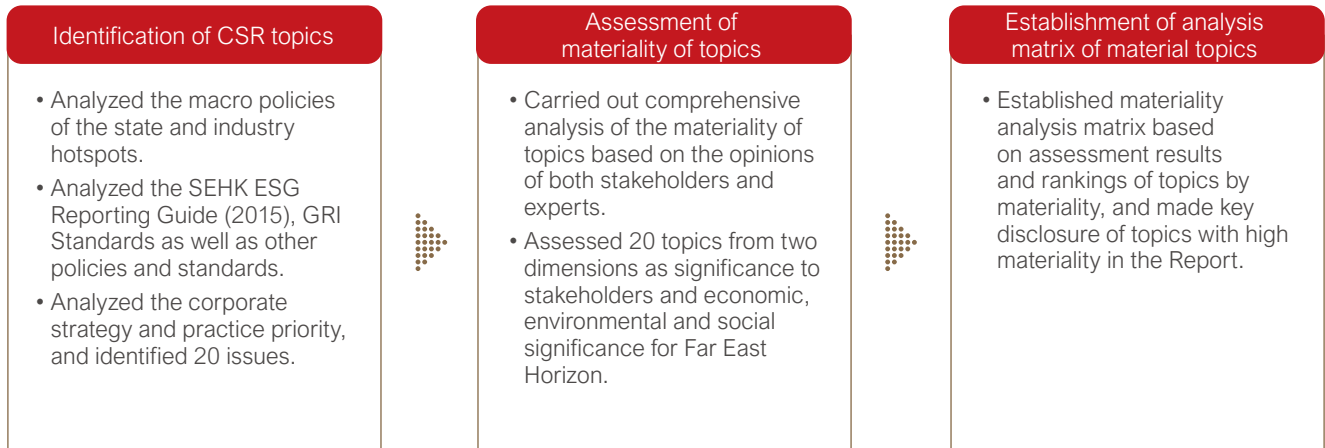 Identification of CSR topics
• Analyzed the macro policies
of the state and industry
hotspots.
• Analyzed the SEHK ESG
Reporting Guide (2015), GRI
Standards as well as other
policies and standards.
• Analyzed the corporate
strategy and practice priority,
and identified 20 issues.
Assessment of
materiality of topics
• Carried out comprehensive
analysis of the materiality of
topics based on the opinions
of both stakeholders and
experts.
• Assessed 20 topics from two
dimensions as significance to
stakeholders and economic,
environmental and social
significance for Far East
Horizon.
Establishment of analysis
matrix of material topics
• Established materiality
analysis matrix based
on assessment results
and rankings of topics by
materiality, and made key
disclosure of topics with high
materiality in the Report.